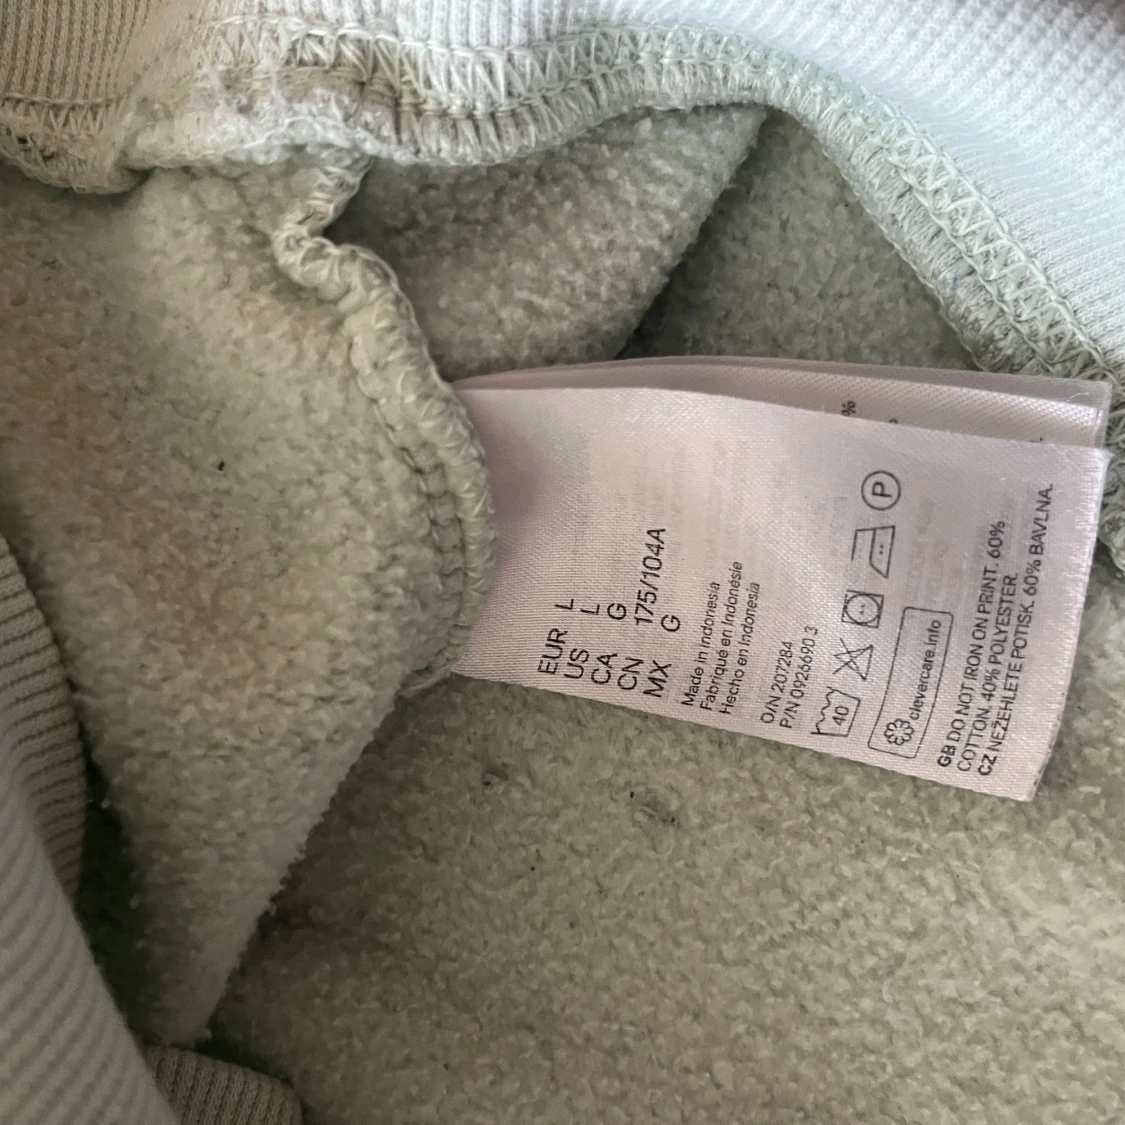 EUR L
US L
CA G
CN 175/104A
MX G
Made in Indonesia
Fabriqué en Indonésie
Hecho en Indonesia
O/N 207284
P/N 0926690 3
40
P
clevercare.info
GB DO NOT IRON ON PRINT. 60%
COTTON. 40% POLYESTER.
CZ NEŽEHLETE POTISK. 60% BAVLNA.
%